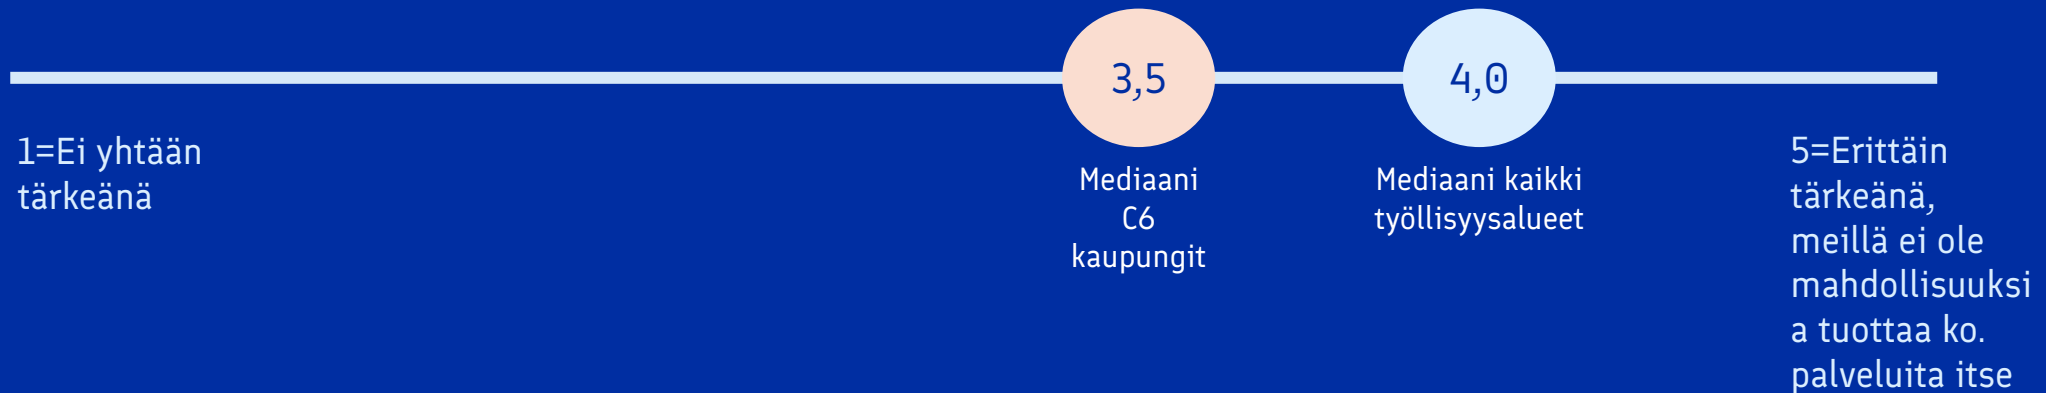 3,5
4,0
1=Ei yhtään
tärkeänä
Mediaani
C6
kaupungit
Mediaani kaikki
työllisyysalueet
5=Erittäin
tärkeänä,
meillä ei ole
mahdollisuuksi
a tuottaa ko.
palveluita itse